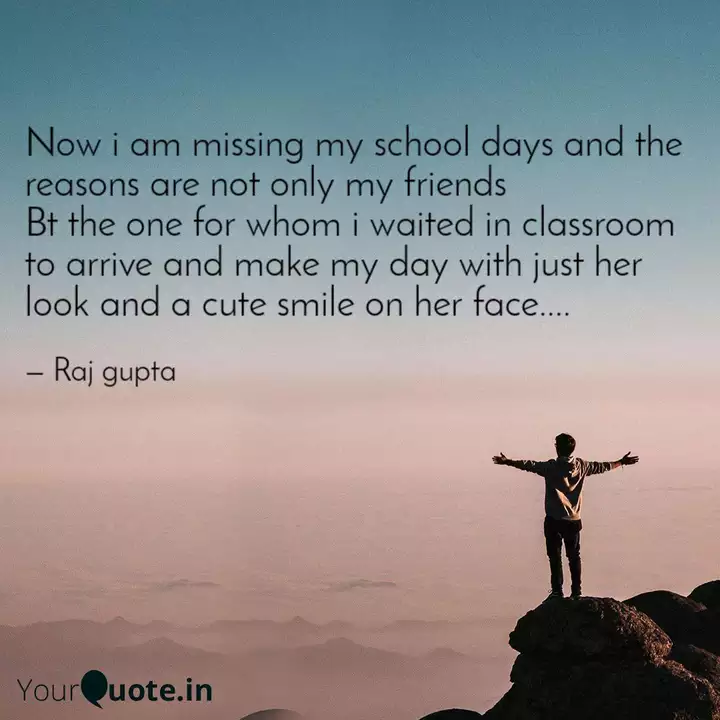 Now i am missing my school days and the
reasons are not only my friends
Bt the one for whom i waited in classroom
to arrive and make my day with just her
look and a cute smile on her face....
– Raj gupta
YourQuote.in